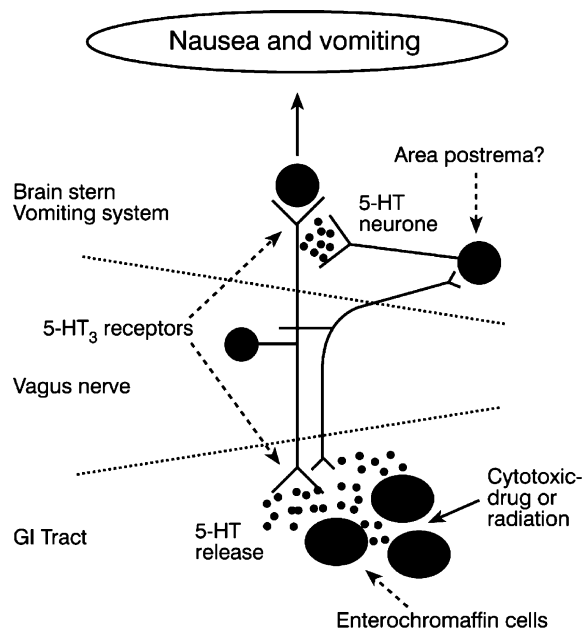 Nausea and vomiting
Area postrema?
Brain stern
Vomiting system
5-HT
neurone
5-HT3 receptors
Vagus nerve
Cytotoxic-
drug or
radiation
GI Tract
5-HT
release
Enterochromaffin cells